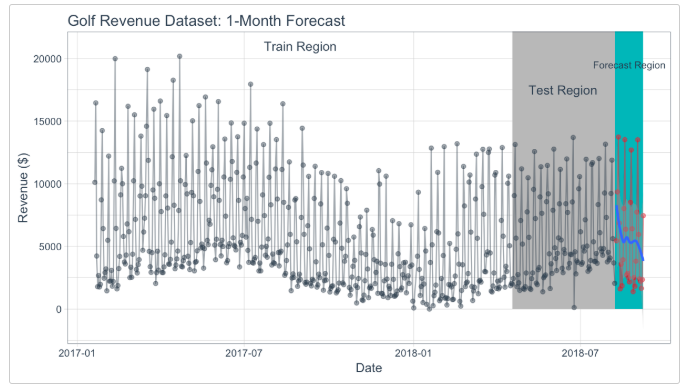 Golf Revenue Dataset: 1-Month Forecast
Train Region
Forecast Region
Test Region
20000
15000
10000
5000
0
Revenue ($)
2017-01
2017-07
2018-01
2018-07
Date